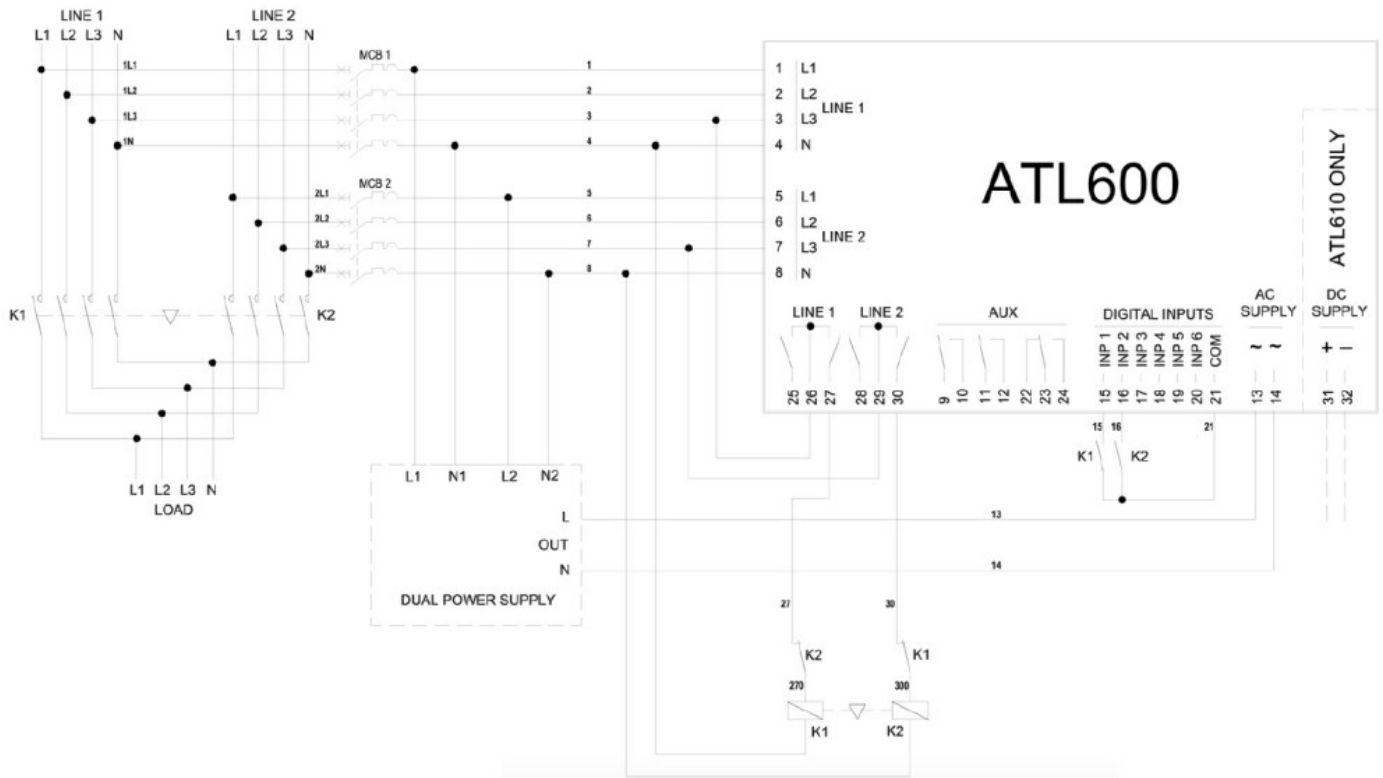 LINE 1 LINE 2
L1 L2 L3 N L1 L2 L3 N
MCB 1
1L1 1 1 L1
1L2 2 2 L2
LINE 1
1L3 3 3 L3
1N 4 4 N
MCB 2
2L1 5 5 L1
2L2 6 6 L2
LINE 2
2L3 7 7 L3
2N 8 8 N
ATL600
ATL610 ONLY
K1 K2
LINE 1 LINE 2 AUX DIGITAL INPUTS
AC SUPPLY
DC SUPPLY
INP 1 INP 2 INP 3 INP 4 INP 5 INP 6 COM ~ ~ + –
25 26 27 28 29 30 9 10 11 12 22 23 24 15 16 17 18 19 20 21 13 14 31 32
15 16 21
K1 K2
L1 N1 L2 N2
L1 L2 L3 N
LOAD
L 13
OUT
N 14
DUAL POWER SUPPLY
27 30
K2 K1
270 300
K1 K2